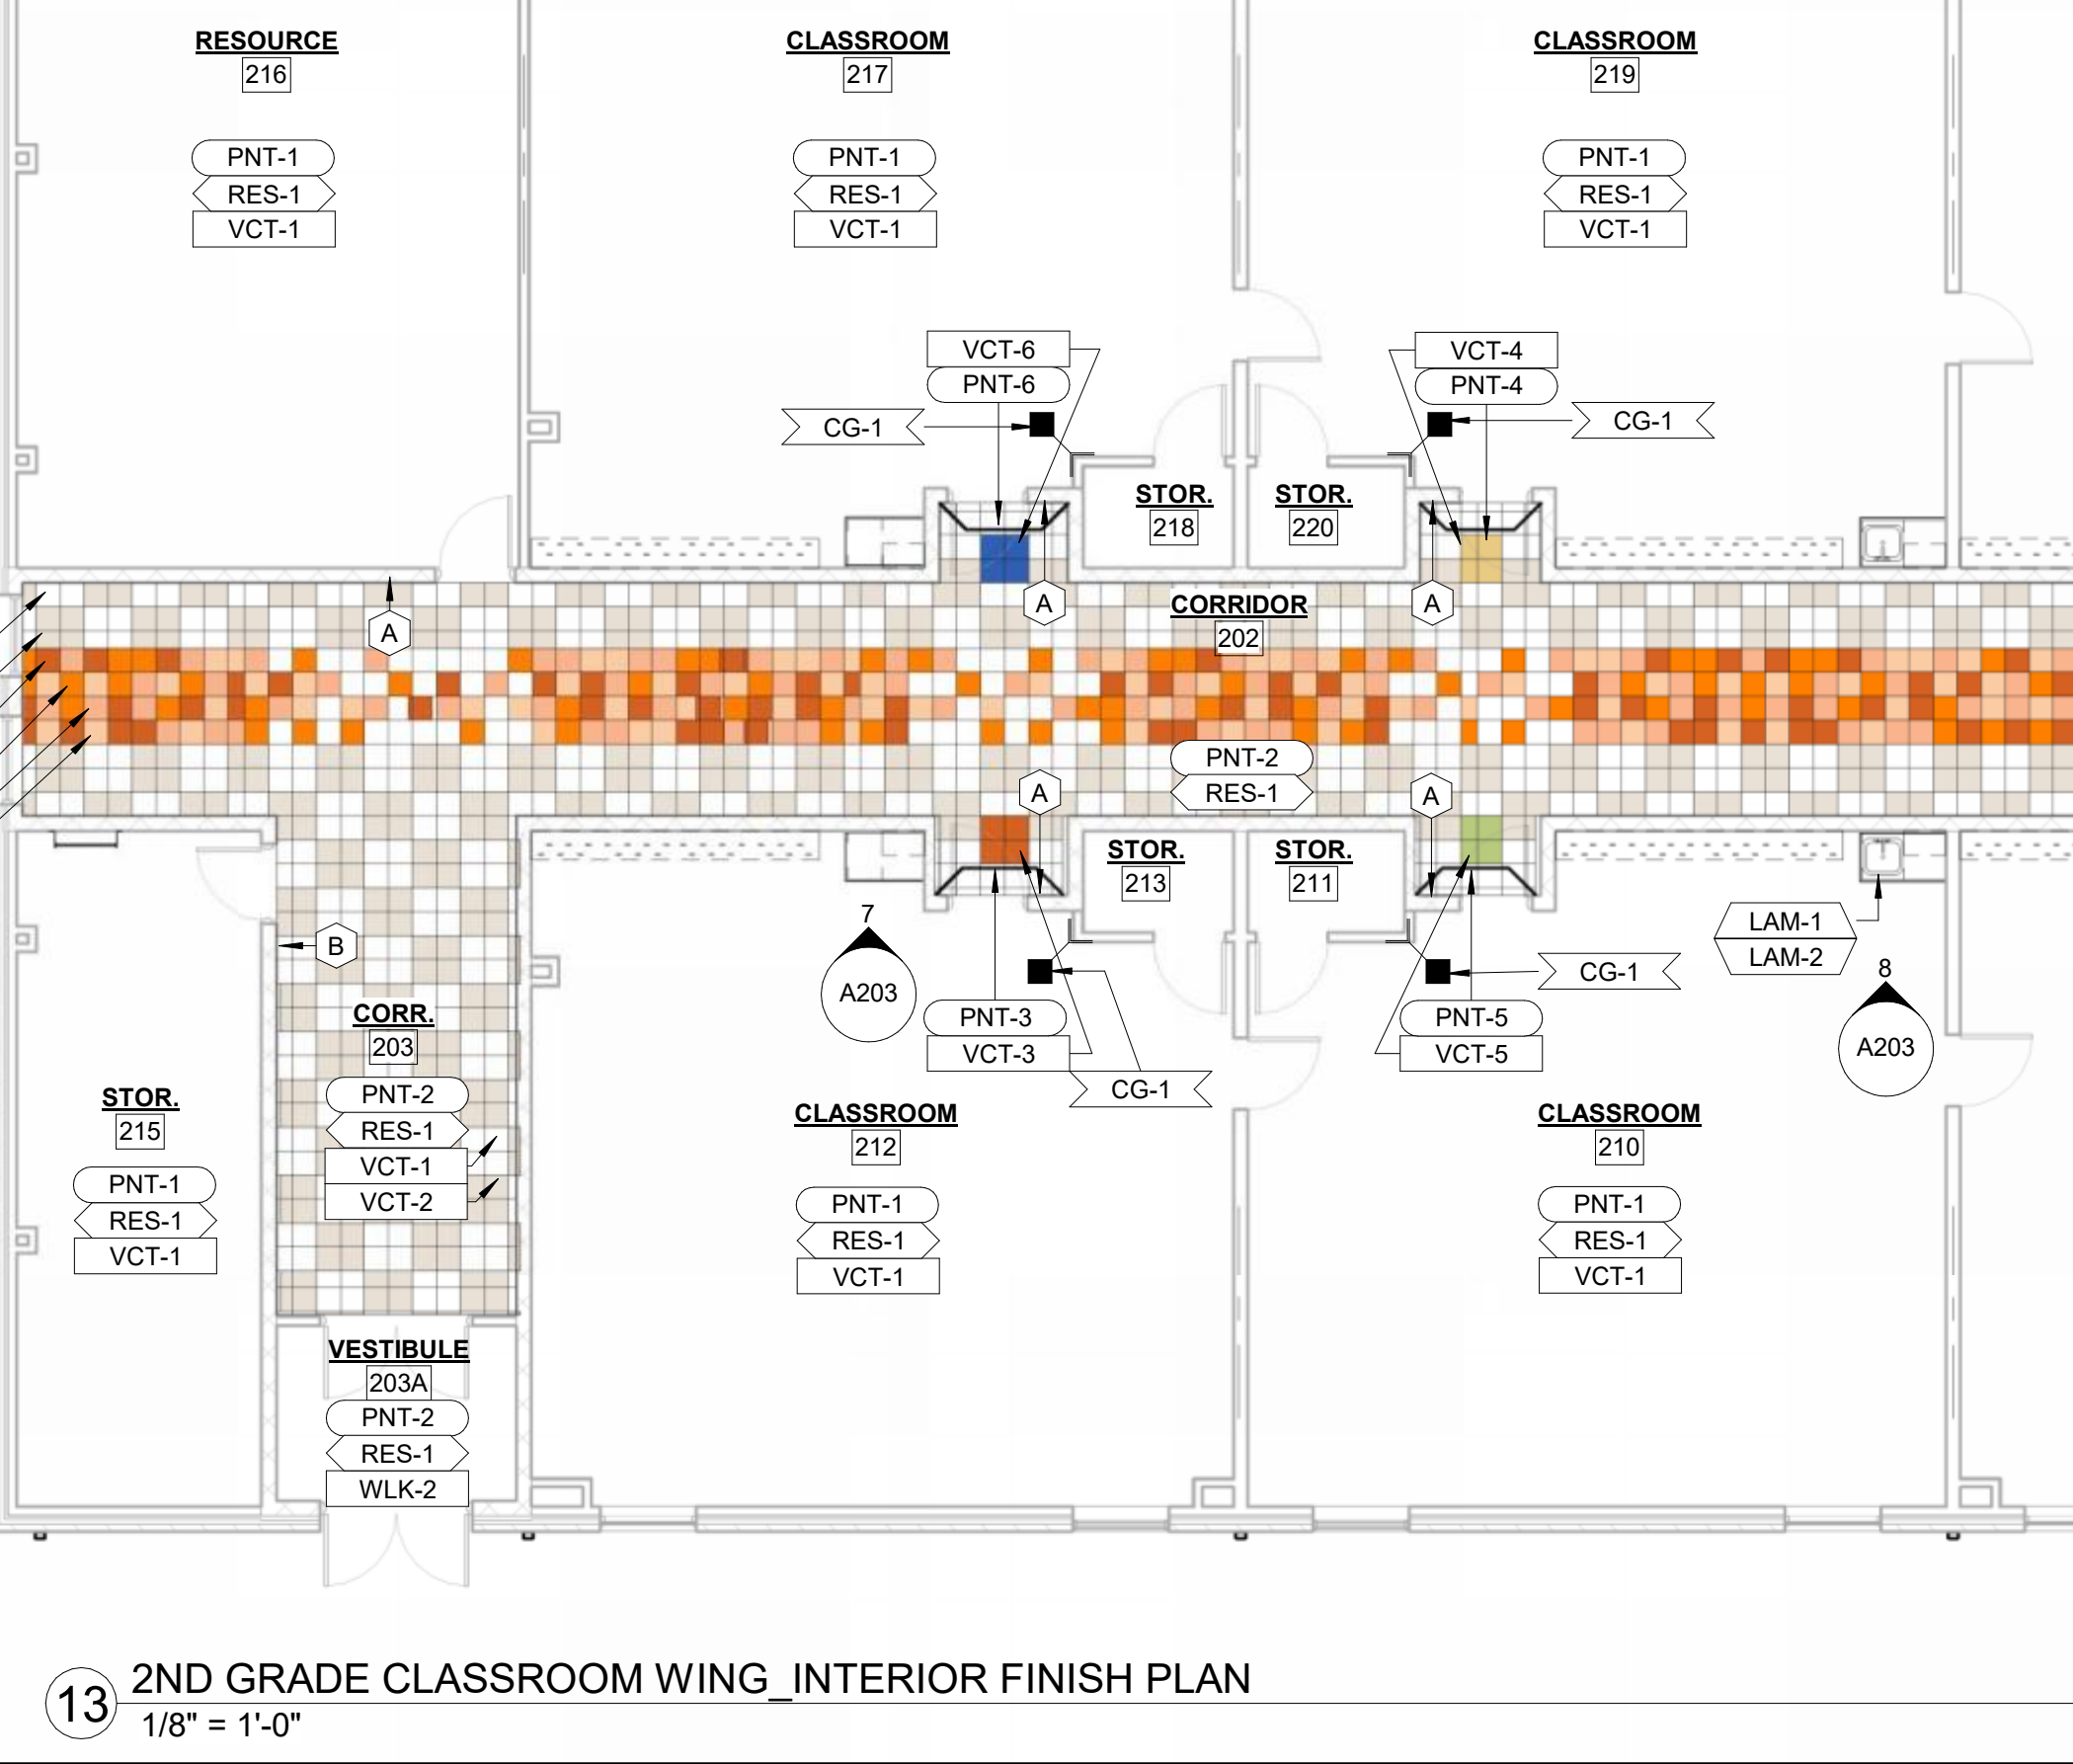 RESOURCE
216
PNT-1
RES-1
VCT-1
CLASSROOM
217
PNT-1
RES-1
VCT-1
CLASSROOM
219
PNT-1
RES-1
VCT-1
VCT-6
PNT-6
CG-1
VCT-4
PNT-4
CG-1
STOR.
218
STOR.
220
A
A
A
CORRIDOR
202
PNT-2
RES-1
A
A
STOR.
213
STOR.
211
7
A203
PNT-3
VCT-3
CG-1
PNT-5
VCT-5
CG-1
LAM-1
LAM-2
8
A203
B
CORR.
203
PNT-2
RES-1
VCT-1
VCT-2
STOR.
215
PNT-1
RES-1
VCT-1
CLASSROOM
212
PNT-1
RES-1
VCT-1
CLASSROOM
210
PNT-1
RES-1
VCT-1
VESTIBULE
203A
PNT-2
RES-1
WLK-2
13
2ND GRADE CLASSROOM WING_INTERIOR FINISH PLAN
1/8" = 1'-0"